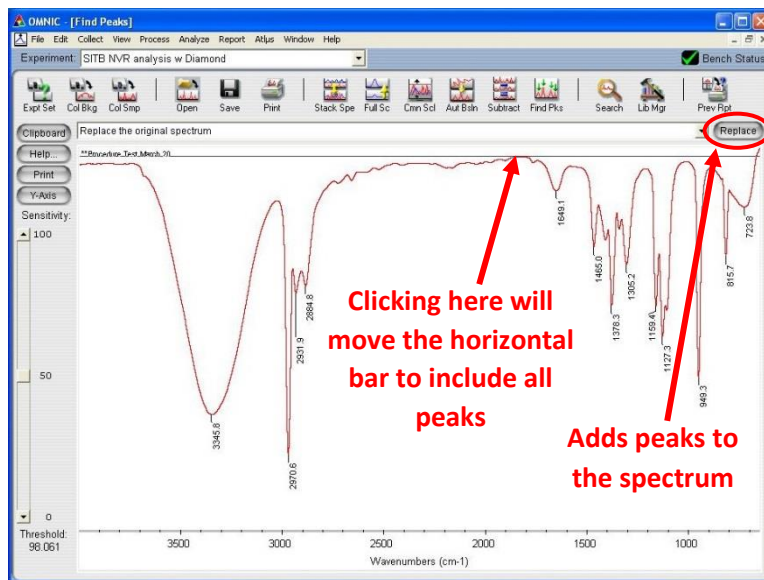 OMNIC - [Find Peaks]
File Edit Collect View Process Analyze Report Atlµs Window Help
Experiment: SITB NVR analysis w Diamond Bench Status
Expt Set Col Bkg Col Smp Open Save Print Stack Spe Full Sc Cmn Scl Aut Bsln Subtract Find Pks Search Lib Mgr Prev Rpt
Clipboard Replace the original spectrum Replace
Help...
Print
Y-Axis
Sensitivity:
100
50
0
Threshold:
98.061
**Procedure_Test_March_20
3345.8
2970.6
2931.9
2884.8
1649.1
1465.0
1378.3
1305.2
1159.4
1127.3
949.3
815.7
723.8
Clicking here will
move the horizontal
bar to include all
peaks
Adds peaks to
the spectrum
3500 3000 2500 2000 1500 1000
Wavenumbers (cm-1)